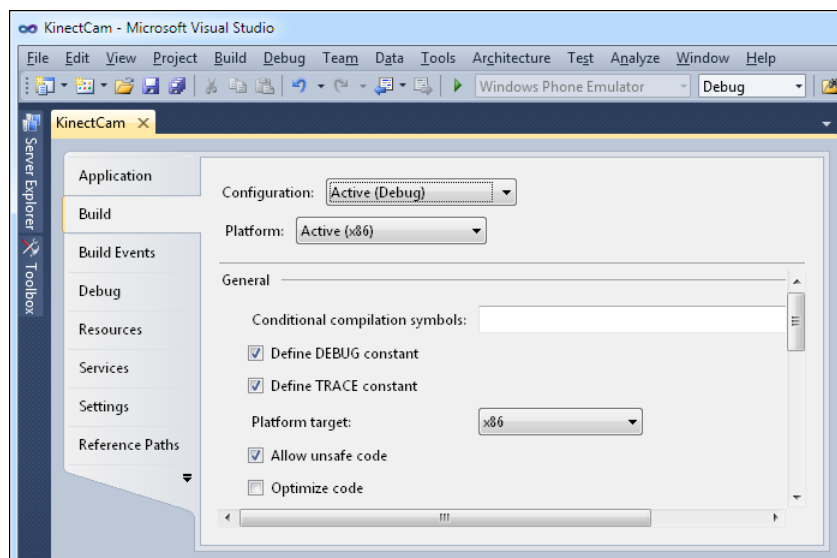 KinectCam - Microsoft Visual Studio
File Edit View Project Build Debug Team Data Tools Architecture Test Analyze Window Help
Windows Phone Emulator Debug
KinectCam
Server Explorer
Toolbox
Application
Build
Build Events
Debug
Resources
Services
Settings
Reference Paths
Configuration: Active (Debug)
Platform: Active (x86)
General
Conditional compilation symbols:
Define DEBUG constant
Define TRACE constant
Platform target: x86
Allow unsafe code
Optimize code